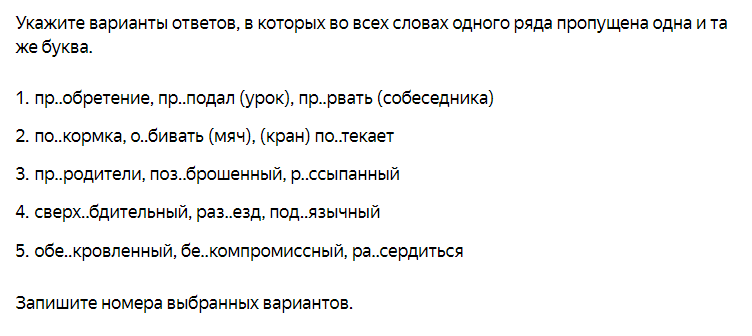 Укажите варианты ответов, в которых во всех словах одного ряда пропущена одна и та
же буква.
1. пр..обретение, пр..подал (урок), пр..рвать (собеседника)
2. по..кормка, о..бивать (мяч), (кран) по..текает
3. пр..родители, поз..брошенный, р..ссыпанный
4. сверх..бдительный, раз..езд, под..язычный
5. обе..кровленный, бе..компромиссный, ра..сердиться
Запишите номера выбранных вариантов.